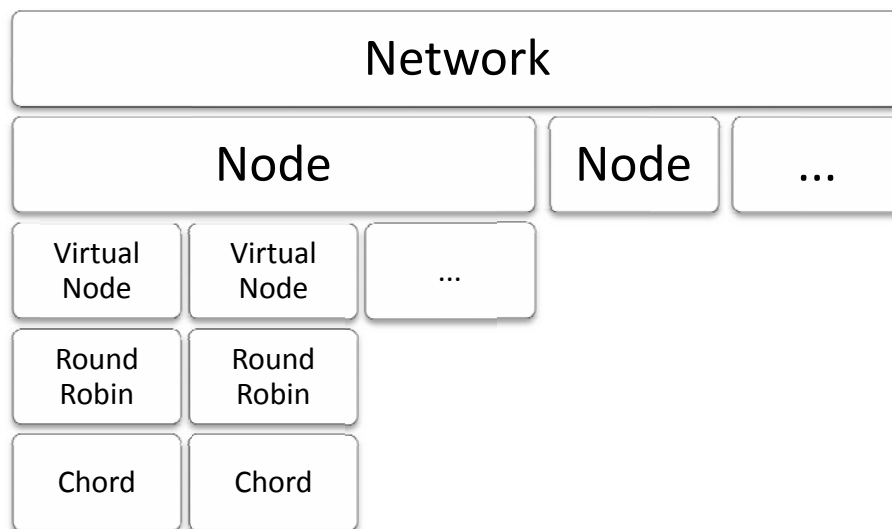 Network
Node
Node
...
Virtual
Node
Virtual
Node
...
Round
Robin
Round
Robin
Chord
Chord